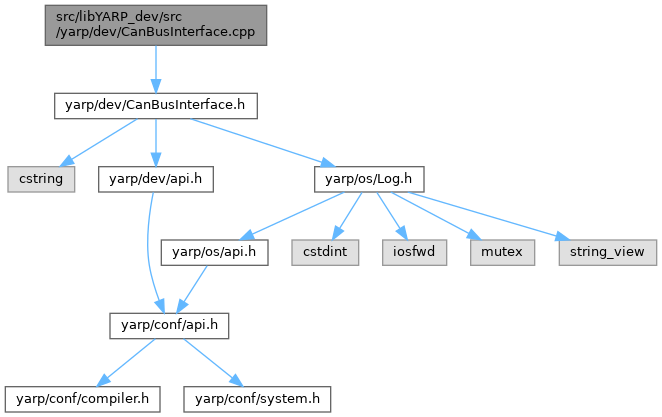 src/libYARP_dev/src
/yarp/dev/CanBusInterface.cpp
yarp/dev/CanBusInterface.h
cstring
yarp/dev/api.h
yarp/os/Log.h
yarp/os/api.h
cstdint
iosfwd
mutex
string_view
yarp/conf/api.h
yarp/conf/compiler.h
yarp/conf/system.h